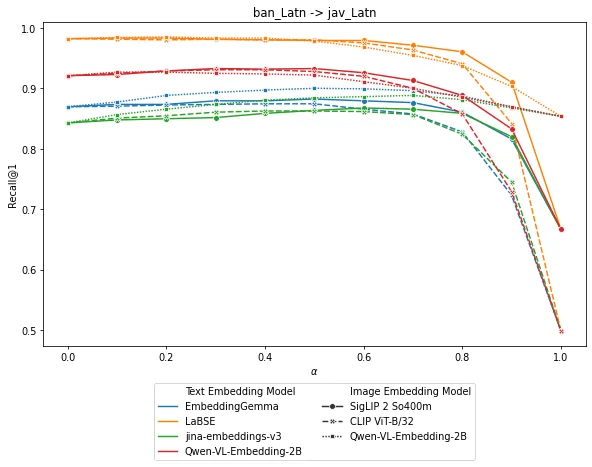 ban_Latn -> jav_Latn
Recall@1
1.0
0.9
0.8
0.7
0.6
0.5
0.0 0.2 0.4 0.6 0.8 1.0
α
Text Embedding Model Image Embedding Model
EmbeddingGemma SigLIP 2 So400m
LaBSE CLIP ViT-B/32
jina-embeddings-v3 Qwen-VL-Embedding-2B
Qwen-VL-Embedding-2B